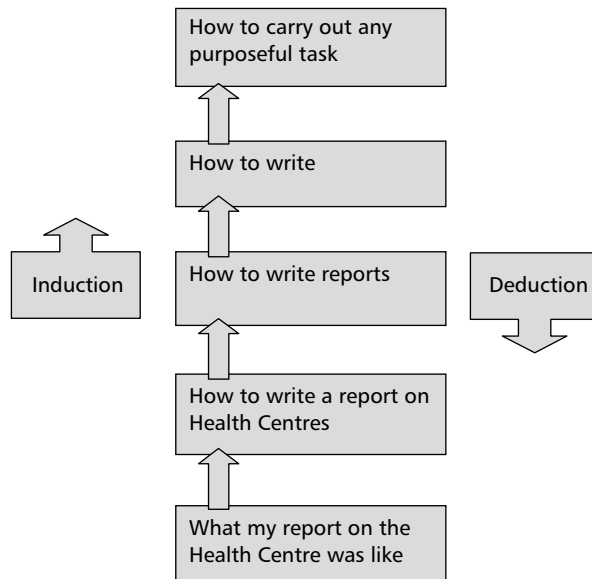 How to carry out any
purposeful task
How to write
Induction
How to write reports
Deduction
How to write a report on
Health Centres
What my report on the
Health Centre was like